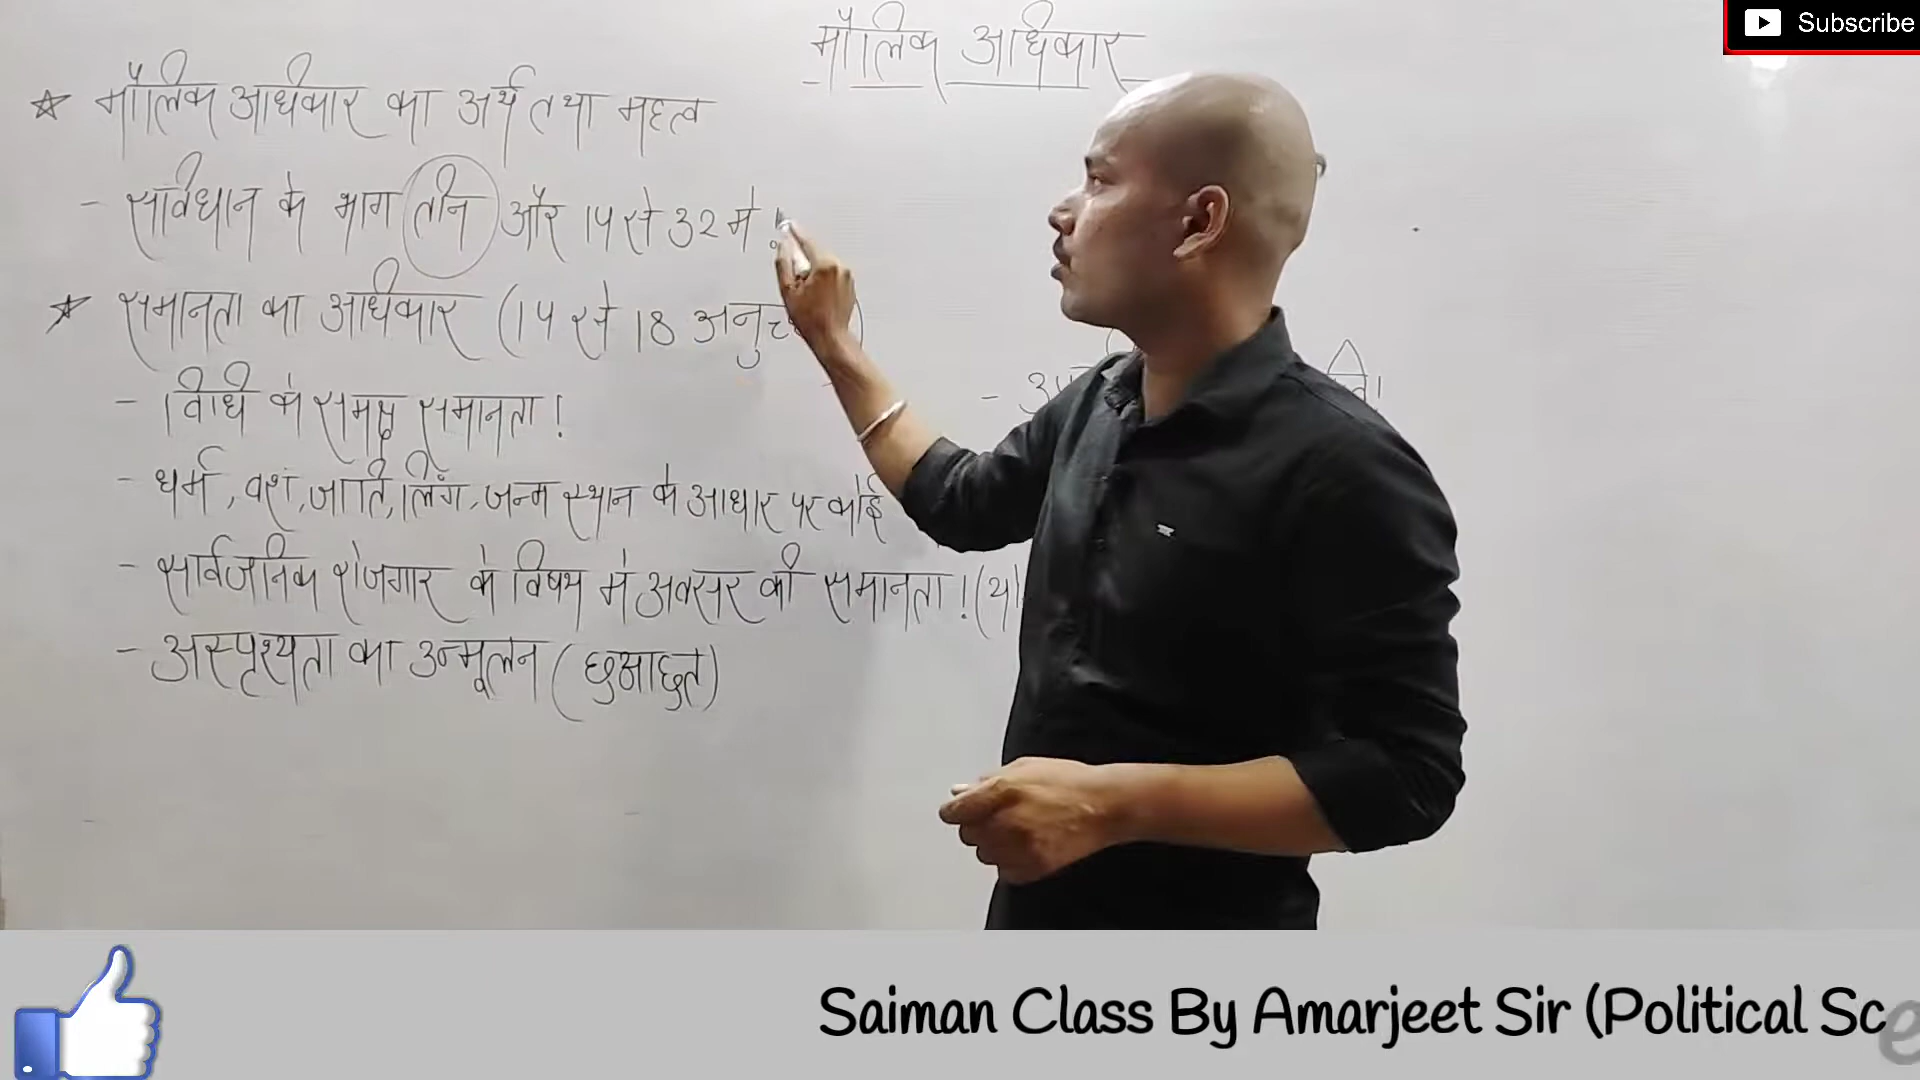 Subscribe
मौलिक अधिकार
☆ मौलिक अधिकार का अर्थ तथा महत्व
- संविधान के भाग तीन और 14 से 32 में !
☆ समानता का अधिकार (14 से 18
- विधि के समक्ष समानता !
- धर्म, वंश, जाति, लिंग, जन्म स्थान के आधार पर कोई
- सार्वजनिक रोजगार के विषय में अवसर की समानता !
- अस्पृश्यता का उन्मूलन (छुआछुत)
Saiman Class By Amarjeet Sir (Political Sc